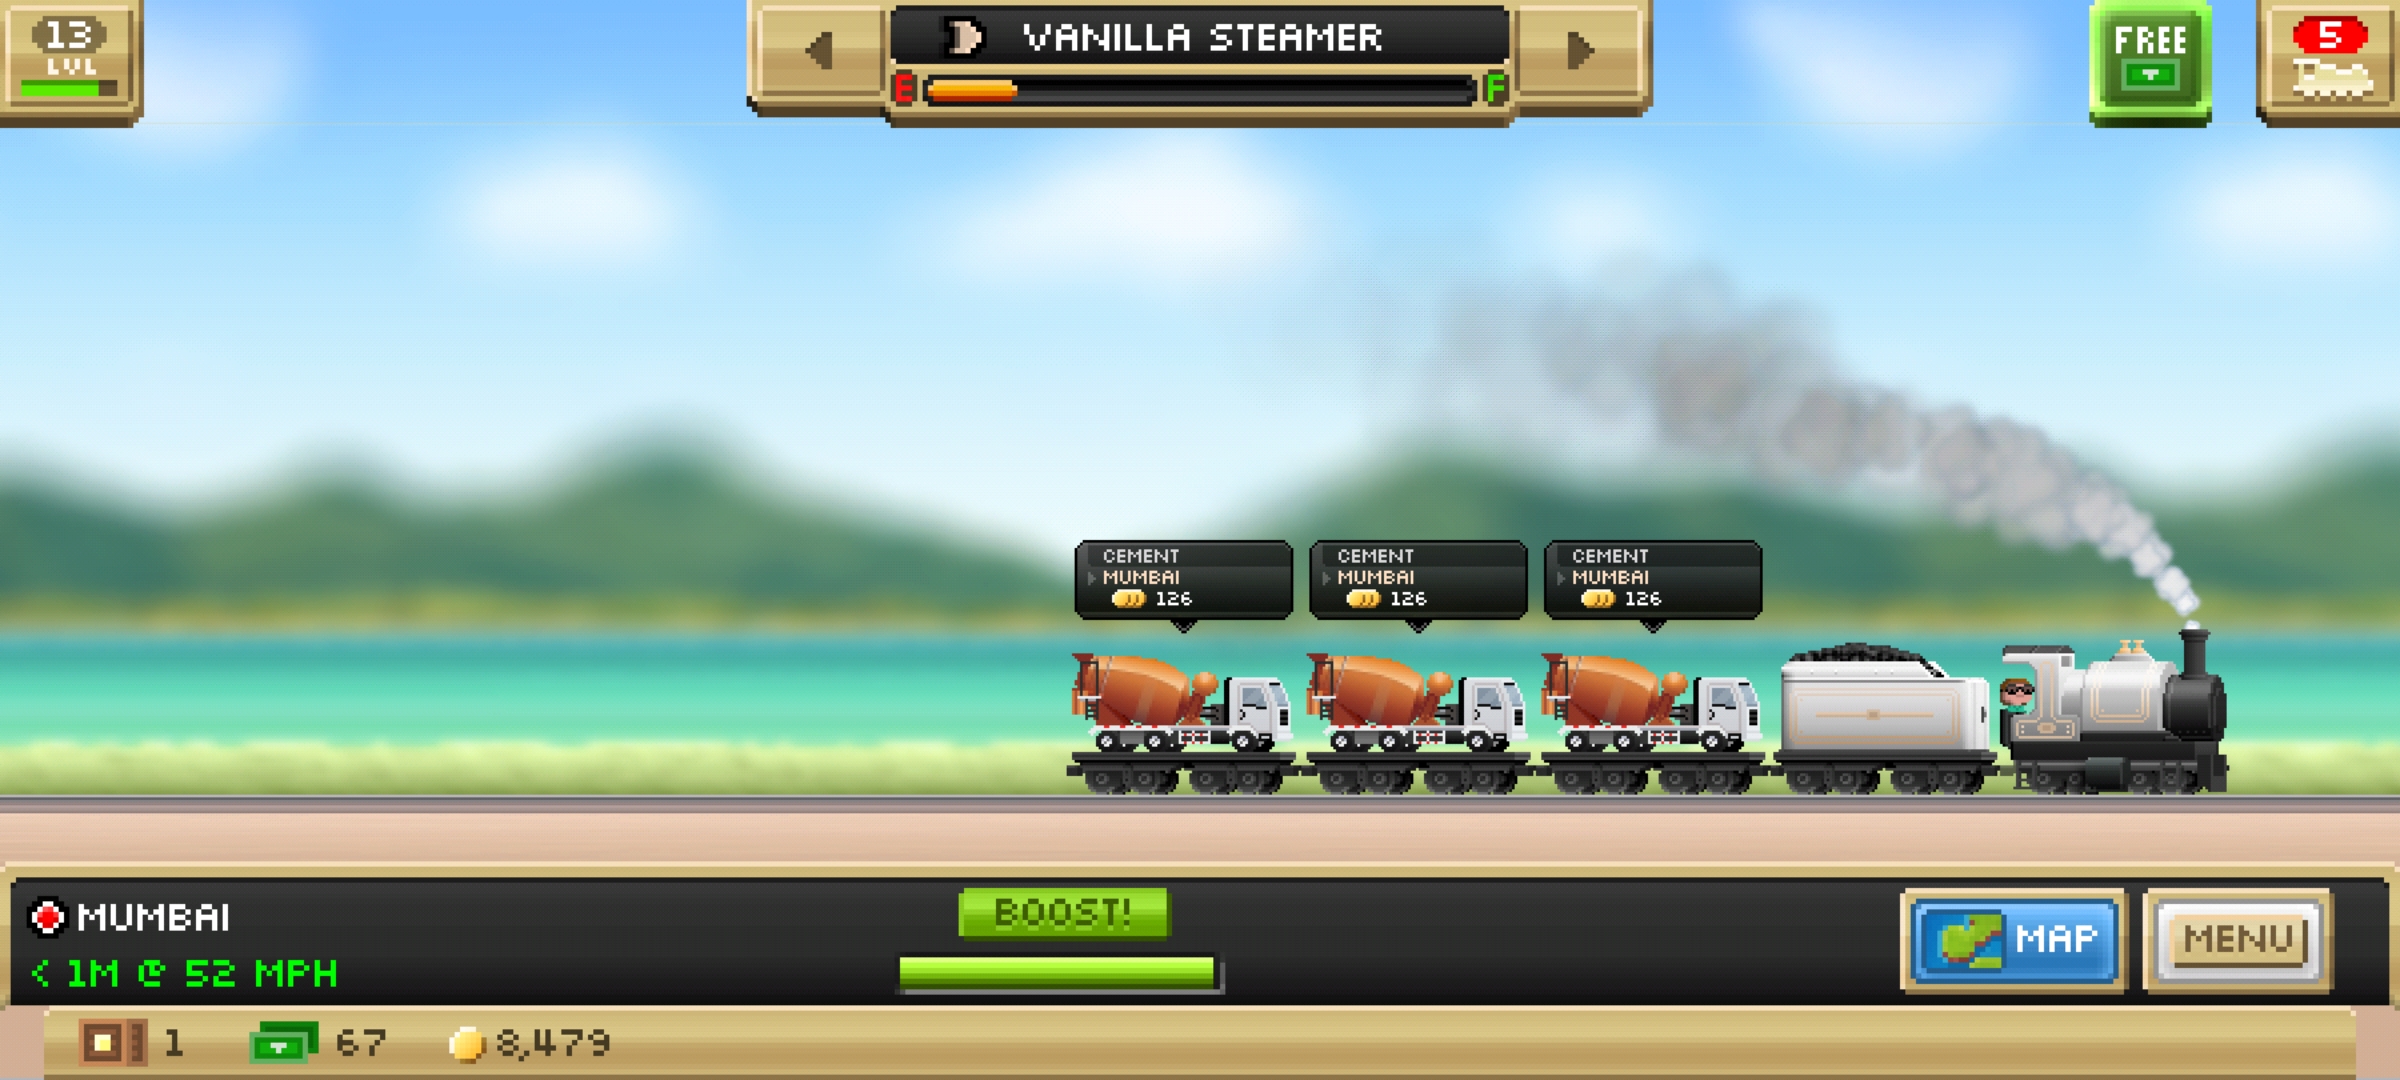 13
LVL
VANILLA STEAMER
E F
FREE
5
CEMENT
MUMBAI
126
CEMENT
MUMBAI
126
CEMENT
MUMBAI
126
MUMBAI
< 1M @ 52 MPH
BOOST!
MAP
MENU
1
67
8,479